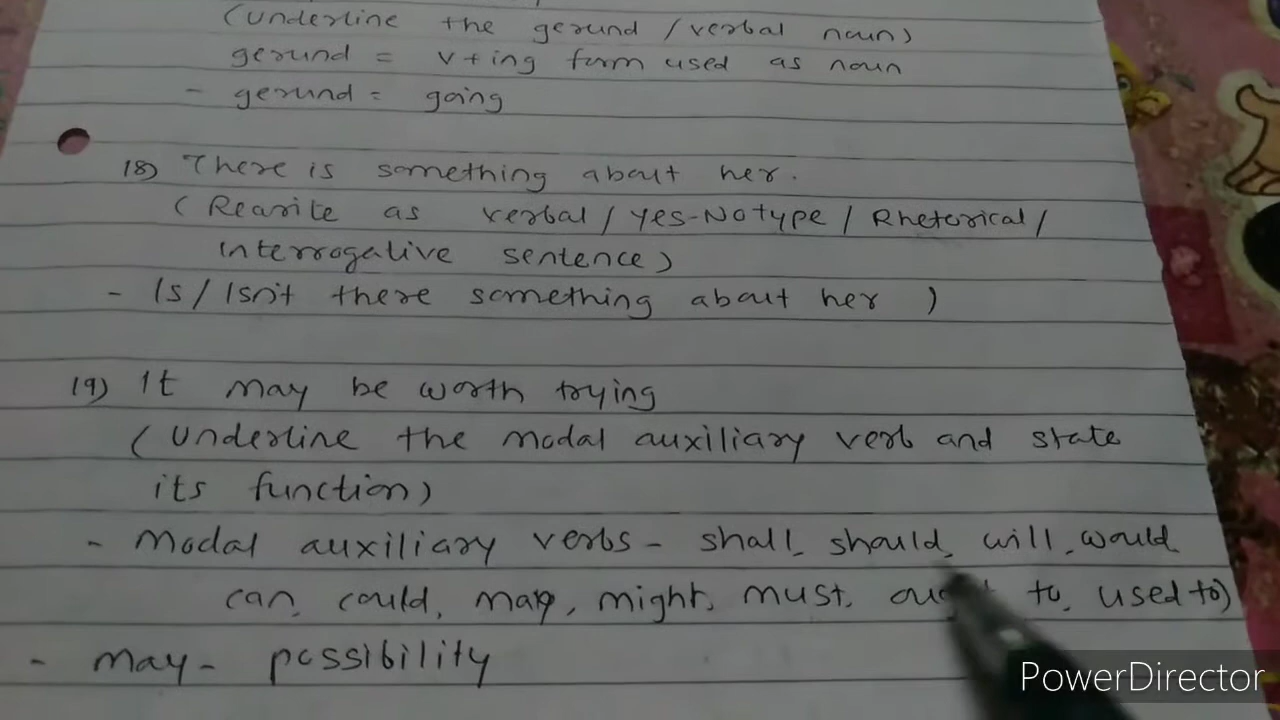 (underline the gerund / verbal noun)
gerund = v + ing form used as noun
- gerund = going
18) There is something about her.
(Rewrite as verbal / Yes-No type / Rhetorical /
interrogative sentence)
- Is / Isn't there something about her )
19) It may be worth trying
(underline the modal auxiliary verb and state
its function)
- Modal auxiliary verbs - shall, should, will, would
can, could, may, might, must, to, used to)
- may - possibility
PowerDirector